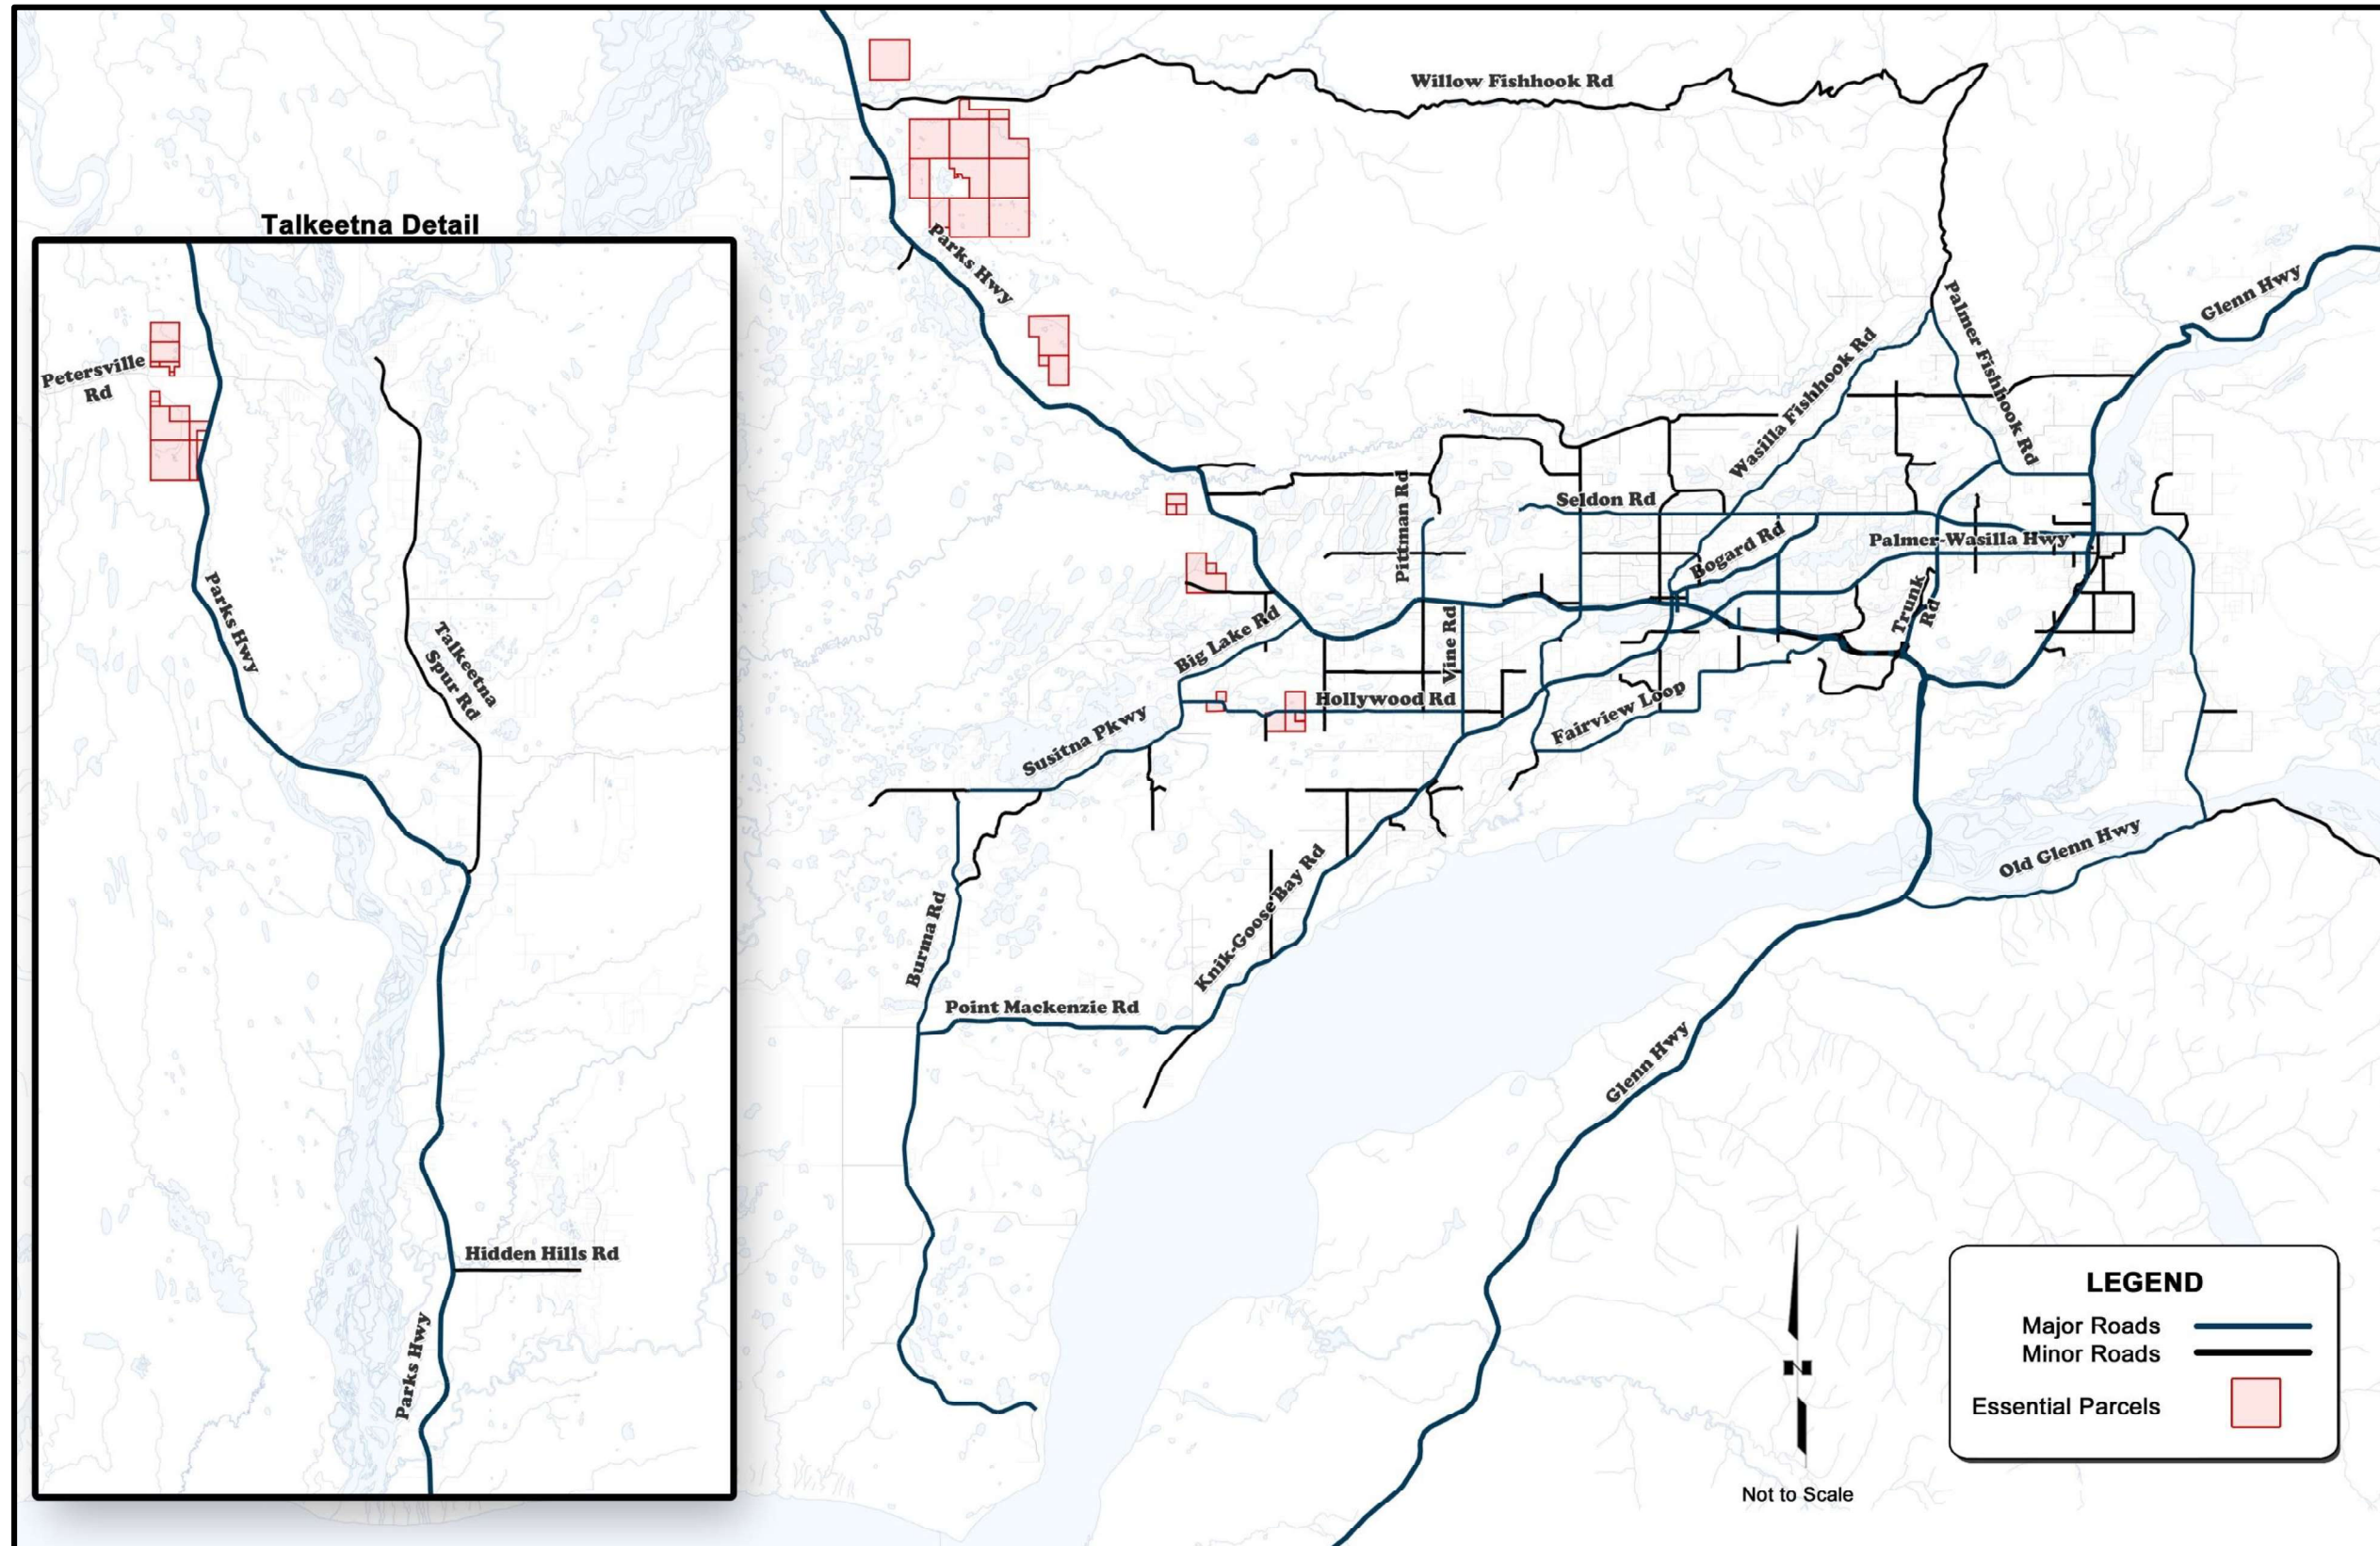 Willow Fishhook Rd
Talkeetna Detail
Parks Hwy
Glenn Hwy
Palmer Fishhook Rd
Wasilla Fishhook Rd
Petersville
Rd
Pittman Rd
Seldon Rd
Bogard Rd
Palmer-Wasilla Hwy
Parks Hwy
Trunk
Rd
Big Lake Rd
Vine Rd
Talkeetna
Spur Rd
Hollywood Rd
Fairview Loop
Susitna Pkwy
Old Glenn Hwy
Knik-Goose Bay Rd
Burma Rd
Point Mackenzie Rd
Glenn Hwy
Hidden Hills Rd
Parks Hwy
N
Not to Scale
LEGEND
Major Roads
Minor Roads
Essential Parcels